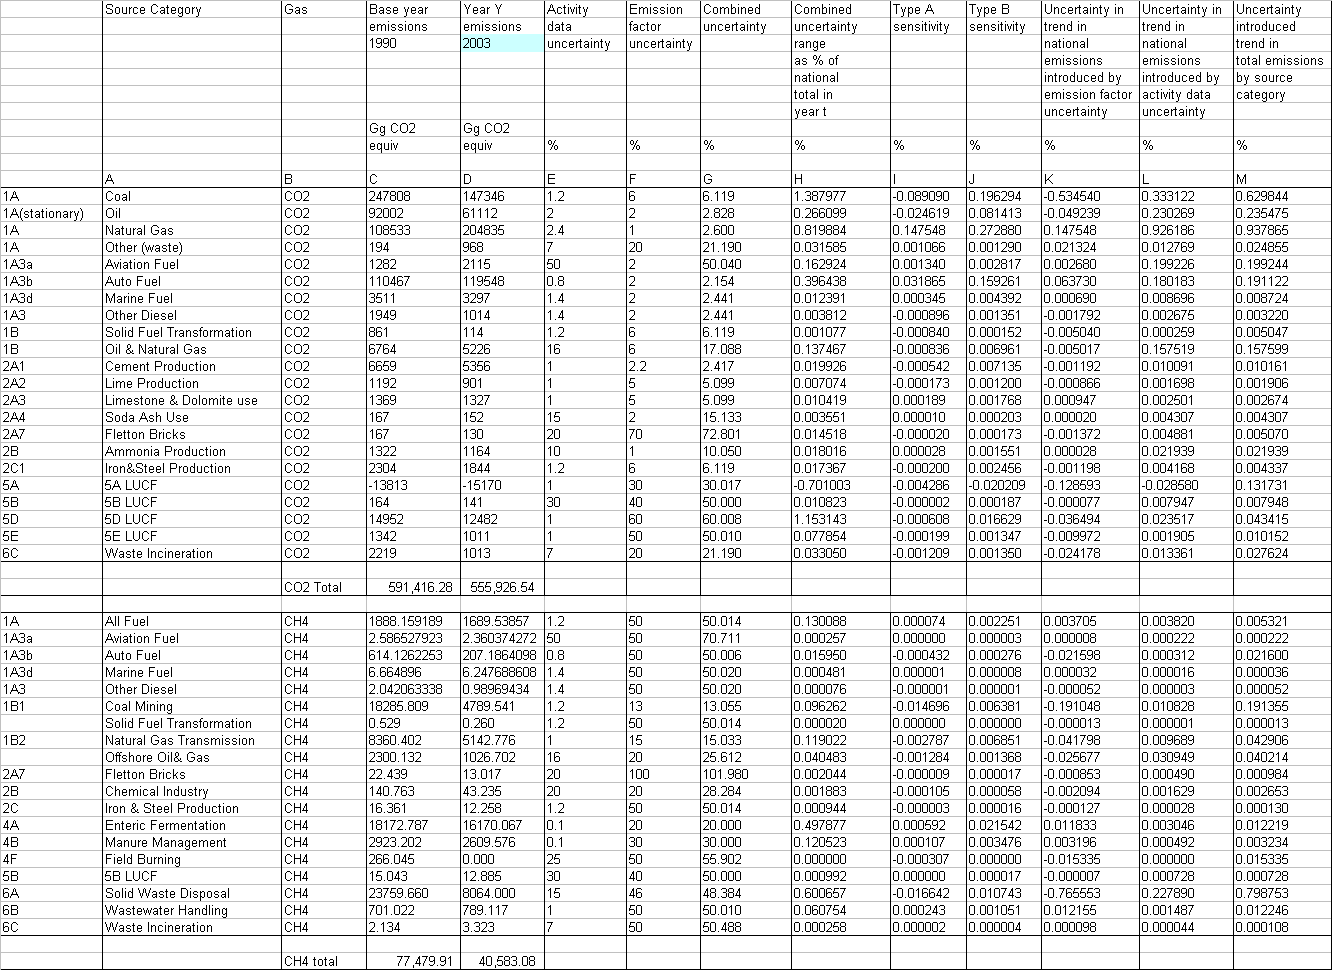 Source Category Gas Base year Year Y Activity Emission Combined Combined Type A Type B Uncertainty in Uncertainty in Uncertainty
emissions emissions data factor uncertainty uncertainty sensitivity sensitivity trend in trend in introduced
1990 2003 uncertainty uncertainty range national national trend in
as % of emissions emissions total emissions
national introduced by introduced by by source
total in emission factor activity data category
year t uncertainty uncertainty
Gg CO2 Gg CO2
equiv equiv % % % % % % % % %
A B C D E F G H I J K L M
1A Coal CO2 247808 147346 1.2 6 6.119 1.387977 -0.089090 0.196294 -0.534540 0.333122 0.629844
1A(stationary) Oil CO2 92002 61112 2 2 2.828 0.266099 -0.024619 0.081413 -0.049239 0.230269 0.235475
1A Natural Gas CO2 108533 204835 2.4 1 2.600 0.819884 0.147548 0.272880 0.147548 0.926186 0.937865
1A Other (waste) CO2 194 968 7 20 21.190 0.031585 0.001066 0.001290 0.021324 0.012769 0.024855
1A3a Aviation Fuel CO2 1282 2115 50 2 50.040 0.162924 0.001340 0.002817 0.002680 0.199226 0.199244
1A3b Auto Fuel CO2 110467 119548 0.8 2 2.154 0.396438 0.031865 0.159261 0.063730 0.180183 0.191122
1A3d Marine Fuel CO2 3511 3297 1.4 2 2.441 0.012391 0.000345 0.004392 0.000690 0.008696 0.008724
1A3 Other Diesel CO2 1949 1014 1.4 2 2.441 0.003812 -0.000896 0.001351 -0.001792 0.002675 0.003220
1B Solid Fuel Transformation CO2 861 114 1.2 6 6.119 0.001077 -0.000840 0.000152 -0.005040 0.000259 0.005047
1B Oil & Natural Gas CO2 6764 5226 16 6 17.088 0.137467 -0.000836 0.006961 -0.005017 0.157519 0.157599
2A1 Cement Production CO2 6659 5356 1 2.2 2.417 0.019926 -0.000542 0.007135 -0.001192 0.010091 0.010161
2A2 Lime Production CO2 1192 901 1 5 5.099 0.007074 -0.000173 0.001200 -0.000866 0.001698 0.001906
2A3 Limestone & Dolomite use CO2 1369 1327 1 5 5.099 0.010419 0.000189 0.001768 0.000947 0.002501 0.002674
2A4 Soda Ash Use CO2 167 152 15 2 15.133 0.003551 0.000010 0.000203 0.000020 0.004307 0.004307
2A7 Fletton Bricks CO2 167 130 20 70 72.801 0.014518 -0.000020 0.000173 -0.001372 0.004881 0.005070
2B Ammonia Production CO2 1322 1164 10 1 10.050 0.018016 0.000028 0.001551 0.000028 0.021939 0.021939
2C1 Iron&Steel Production CO2 2304 1844 1.2 6 6.119 0.017367 -0.000200 0.002456 -0.001198 0.004168 0.004337
5A 5A LUCF CO2 -13813 -15170 1 30 30.017 -0.701003 -0.004286 -0.020209 -0.128593 -0.028580 0.131731
5B 5B LUCF CO2 164 141 30 40 50.000 0.010823 -0.000002 0.000187 -0.000077 0.007947 0.007948
5D 5D LUCF CO2 14952 12482 1 60 60.008 1.153143 -0.000608 0.016629 -0.036494 0.023517 0.043415
5E 5E LUCF CO2 1342 1011 1 50 50.010 0.077854 -0.000199 0.001347 -0.009972 0.001905 0.010152
6C Waste Incineration CO2 2219 1013 7 20 21.190 0.033050 -0.001209 0.001350 -0.024178 0.013361 0.027624
CO2 Total 591,416.28 555,926.54
1A All Fuel CH4 1888.159189 1689.53857 1.2 50 50.014 0.130088 0.000074 0.002251 0.003705 0.003820 0.005321
1A3a Aviation Fuel CH4 2.586527923 2.360374272 50 50 70.711 0.000257 0.000000 0.000003 0.000008 0.000222 0.000222
1A3b Auto Fuel CH4 614.1262253 207.1864098 0.8 50 50.006 0.015950 -0.000432 0.000276 -0.021598 0.000312 0.021600
1A3d Marine Fuel CH4 6.664896 6.247688608 1.4 50 50.020 0.000481 0.000001 0.000008 0.000032 0.000016 0.000036
1A3 Other Diesel CH4 2.042063338 0.98969434 1.4 50 50.020 0.000076 -0.000001 0.000001 -0.000052 0.000003 0.000052
1B1 Coal Mining CH4 18285.809 4789.541 1.2 13 13.055 0.096262 -0.014696 0.006381 -0.191048 0.010828 0.191355
Solid Fuel Transformation CH4 0.529 0.260 1.2 50 50.014 0.000020 0.000000 0.000000 -0.000013 0.000001 0.000013
1B2 Natural Gas Transmission CH4 8360.402 5142.776 1 15 15.033 0.119022 -0.002787 0.006851 -0.041798 0.009689 0.042906
Offshore Oil& Gas CH4 2300.132 1026.702 16 20 25.612 0.040483 -0.001284 0.001368 -0.025677 0.030949 0.040214
2A7 Fletton Bricks CH4 22.439 13.017 20 100 101.980 0.002044 -0.000009 0.000017 -0.000853 0.000490 0.000984
2B Chemical Industry CH4 140.763 43.235 20 20 28.284 0.001883 -0.000105 0.000058 -0.002094 0.001629 0.002653
2C Iron & Steel Production CH4 16.361 12.258 1.2 50 50.014 0.000944 -0.000003 0.000016 -0.000127 0.000028 0.000130
4A Enteric Fermentation CH4 18172.787 16170.067 0.1 20 20.000 0.497877 0.000592 0.021542 0.011833 0.003046 0.012219
4B Manure Management CH4 2923.202 2609.576 0.1 30 30.000 0.120523 0.000107 0.003476 0.003196 0.000492 0.003234
4F Field Burning CH4 266.045 0.000 25 50 55.902 0.000000 -0.000307 0.000000 -0.015335 0.000000 0.015335
5B 5B LUCF CH4 15.043 12.885 30 40 50.000 0.000992 0.000000 0.000017 -0.000007 0.000728 0.000728
6A Solid Waste Disposal CH4 23759.660 8064.000 15 46 48.384 0.600657 -0.016642 0.010743 -0.765553 0.227890 0.798753
6B Wastewater Handling CH4 701.022 789.117 1 50 50.010 0.060754 0.000243 0.001051 0.012155 0.001487 0.012246
6C Waste Incineration CH4 2.134 3.323 7 50 50.488 0.000258 0.000002 0.000004 0.000098 0.000044 0.000108
CH4 total 77,479.91 40,583.08